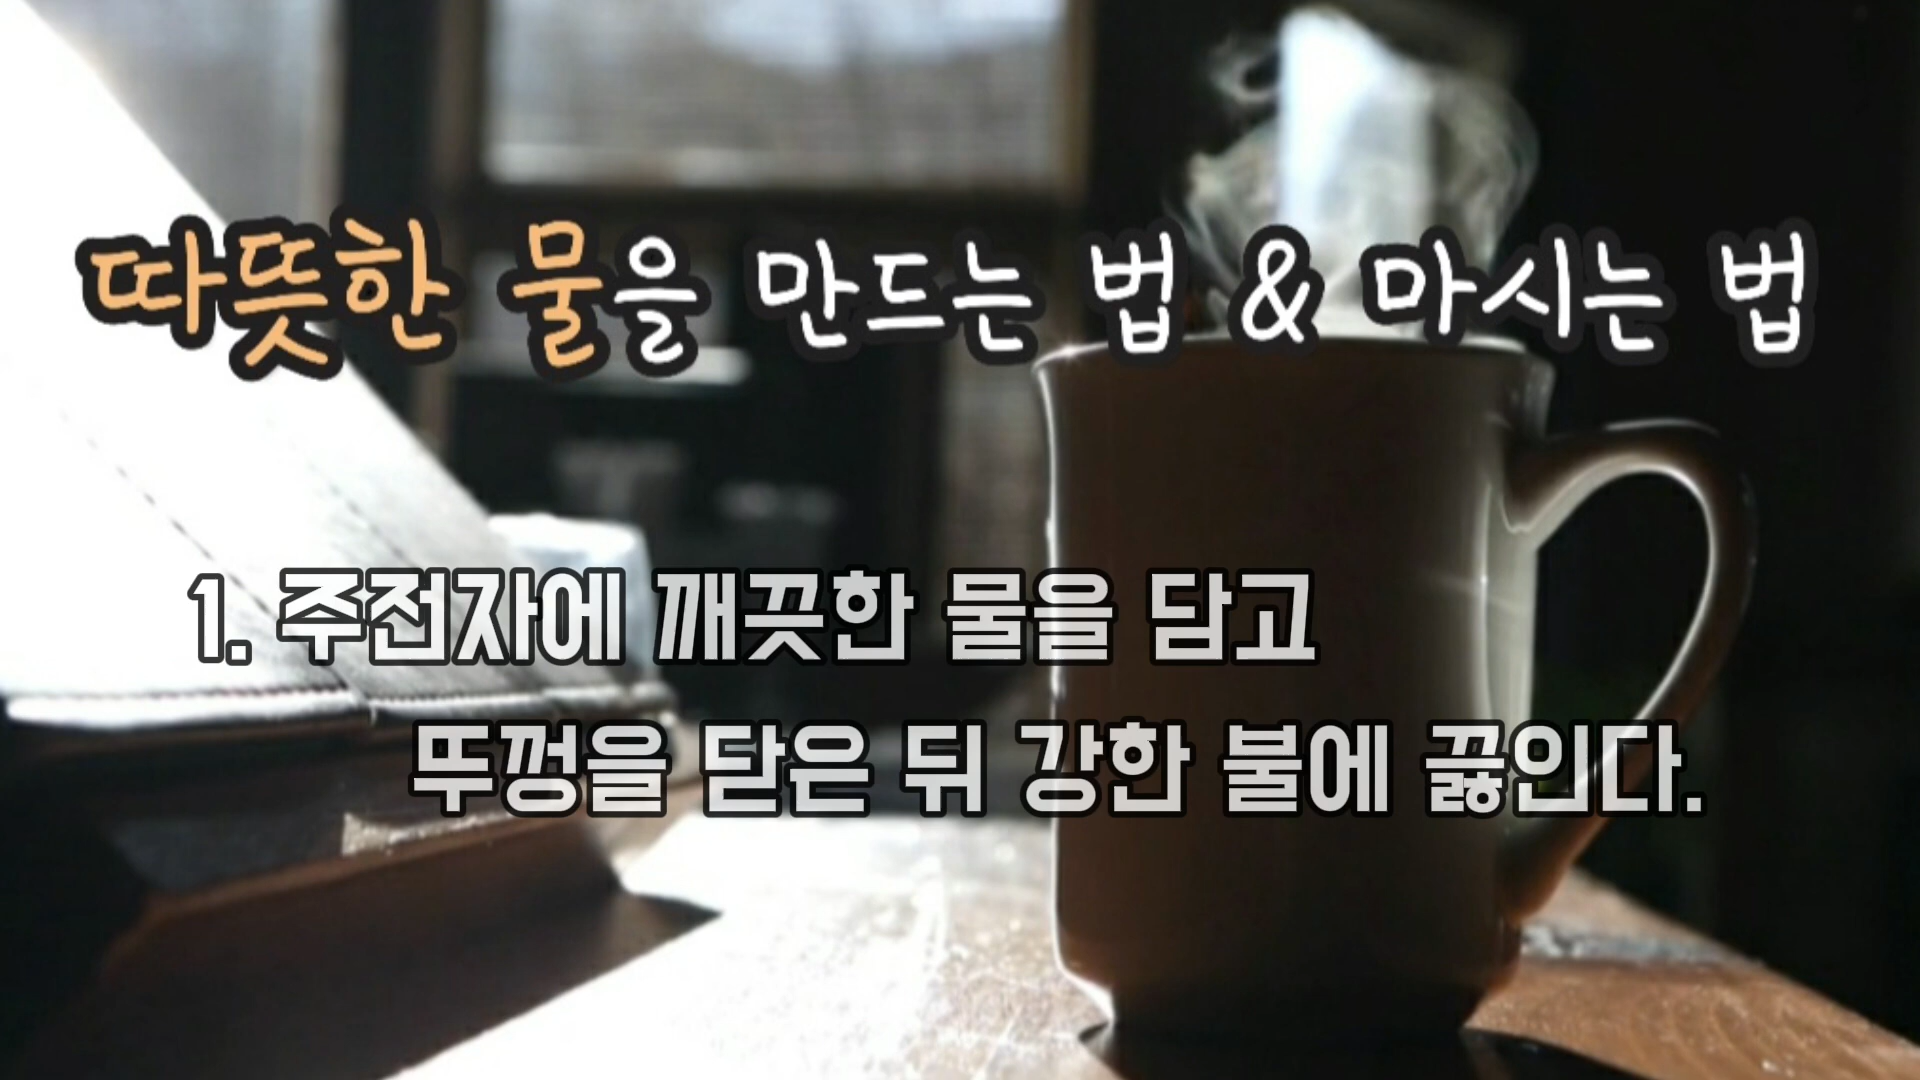 따뜻한 물을 만드는 법 & 마시는 법
1. 주전자에 깨끗한 물을 담고
뚜껑을 닫은 뒤 강한 불에 끓인다.